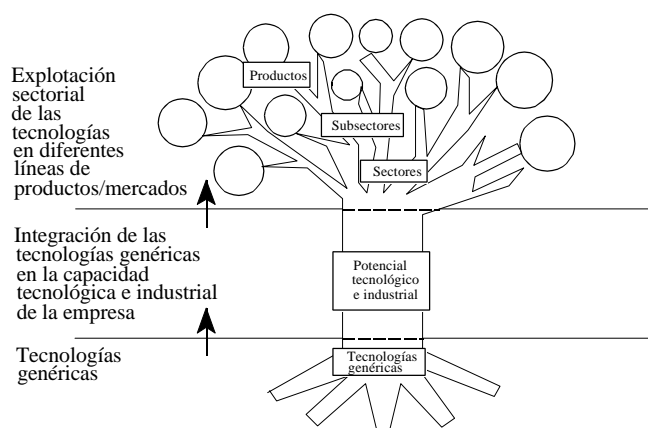 Explotación
sectorial
de las
tecnologías
en diferentes
líneas de
productos/mercados
Productos
Subsectores
Sectores
Integración de las
tecnologías genéricas
en la capacidad
tecnológica e industrial
de la empresa
Potencial
tecnológico
e industrial
Tecnologías
genéricas
Tecnologías
genéricas